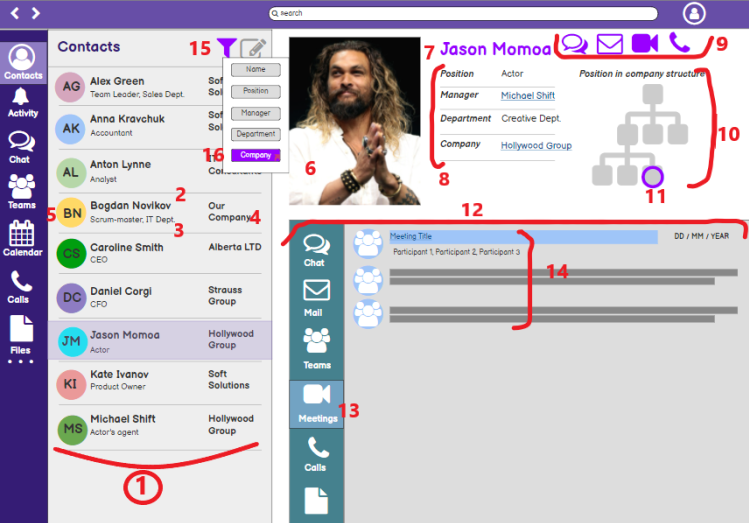 Search
Contacts
15
Contacts
Activity
Chat
Teams
Calendar
Calls
Files
AG
Alex Green
Team Leader, Sales Dept.
Soft
Sol
AK
Anna Kravchuk
Accountant
Sof
Sol
AL
Anton Lynne
Analyst
Consultants
BN
Bogdan Novikov
Scrum-master, IT Dept.
Our
Company
5
2
3
4
CS
Caroline Smith
CEO
Alberta LTD
DC
Daniel Corgi
CFO
Strauss
Group
JM
Jason Momoa
Actor
Hollywood
Group
KI
Kate Ivanov
Product Owner
Soft
Solutions
MS
Michael Shift
Actor's agent
Hollywood
Group
1
Name
Position
Manager
Department
Company
16
6
7
Jason Momoa
9
Position Actor
Manager Michael Shift
Department Creative Dept.
Company Hollywood Group
8
Position in company structure
10
11
12
Chat
Mail
Teams
Meetings
Calls
13
Meeting Title
DD / MM / YEAR
Participant 1, Participant 2, Participant 3
14